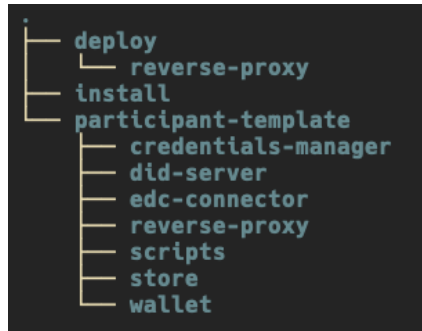 .
├── deploy
│   └── reverse-proxy
├── install
└── participant-template
    ├── credentials-manager
    ├── did-server
    ├── edc-connector
    ├── reverse-proxy
    ├── scripts
    ├── store
    └── wallet